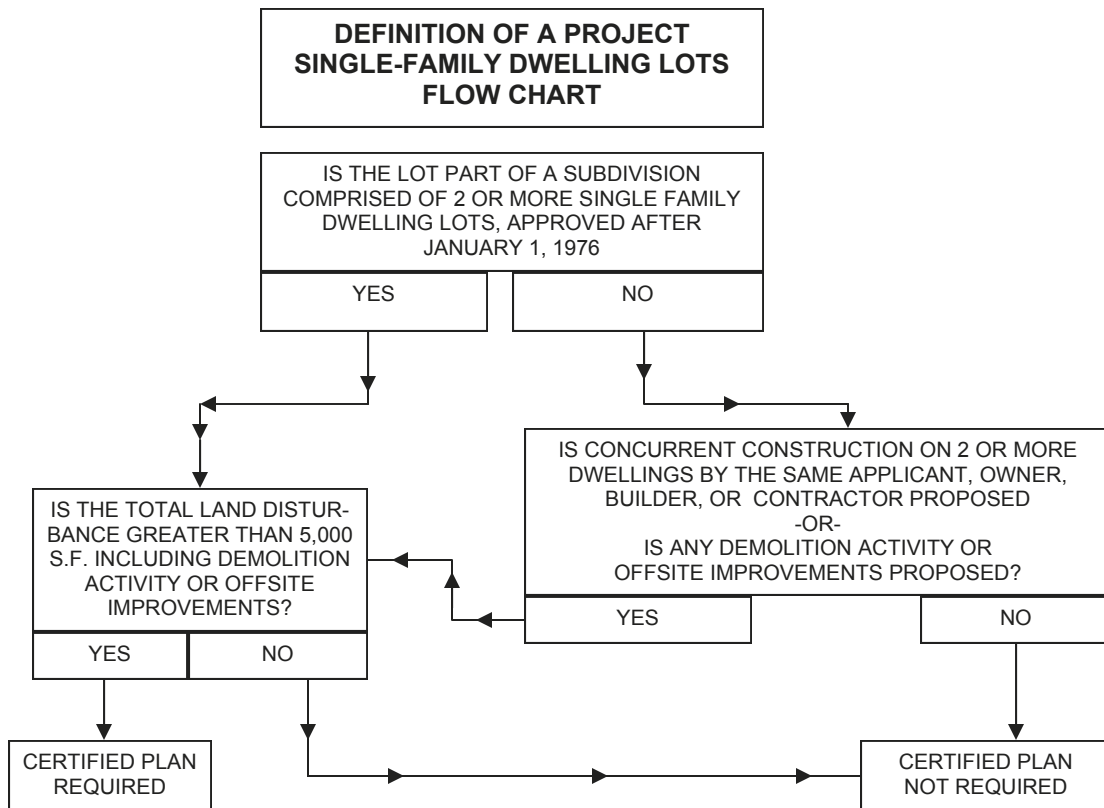 DEFINITION OF A PROJECT
SINGLE-FAMILY DWELLING LOTS
FLOW CHART
IS THE LOT PART OF A SUBDIVISION
COMPRISED OF 2 OR MORE SINGLE FAMILY
DWELLING LOTS, APPROVED AFTER
JANUARY 1, 1976
YES
NO
IS CONCURRENT CONSTRUCTION ON 2 OR MORE
DWELLINGS BY THE SAME APPLICANT, OWNER,
BUILDER, OR CONTRACTOR PROPOSED
-OR-
IS ANY DEMOLITION ACTIVITY OR
OFFSITE IMPROVEMENTS PROPOSED?
YES
NO
IS THE TOTAL LAND DISTUR-
BANCE GREATER THAN 5,000
S.F. INCLUDING DEMOLITION
ACTIVITY OR OFFSITE
IMPROVEMENTS?
YES
NO
CERTIFIED PLAN
REQUIRED
CERTIFIED PLAN
NOT REQUIRED